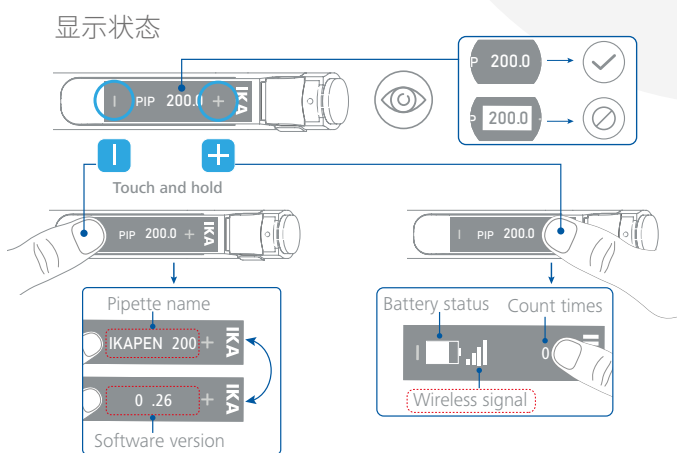 显示状态
P 200.0
| PIP 200.0 + IKA
P 200.0
Touch and hold
PIP 200.0 + IKA
| PIP 200.0
Pipette name
IKAPEN 200 + IKA
0 .26 + IKA
Software version
Battery status Count times
| 0
Wireless signal